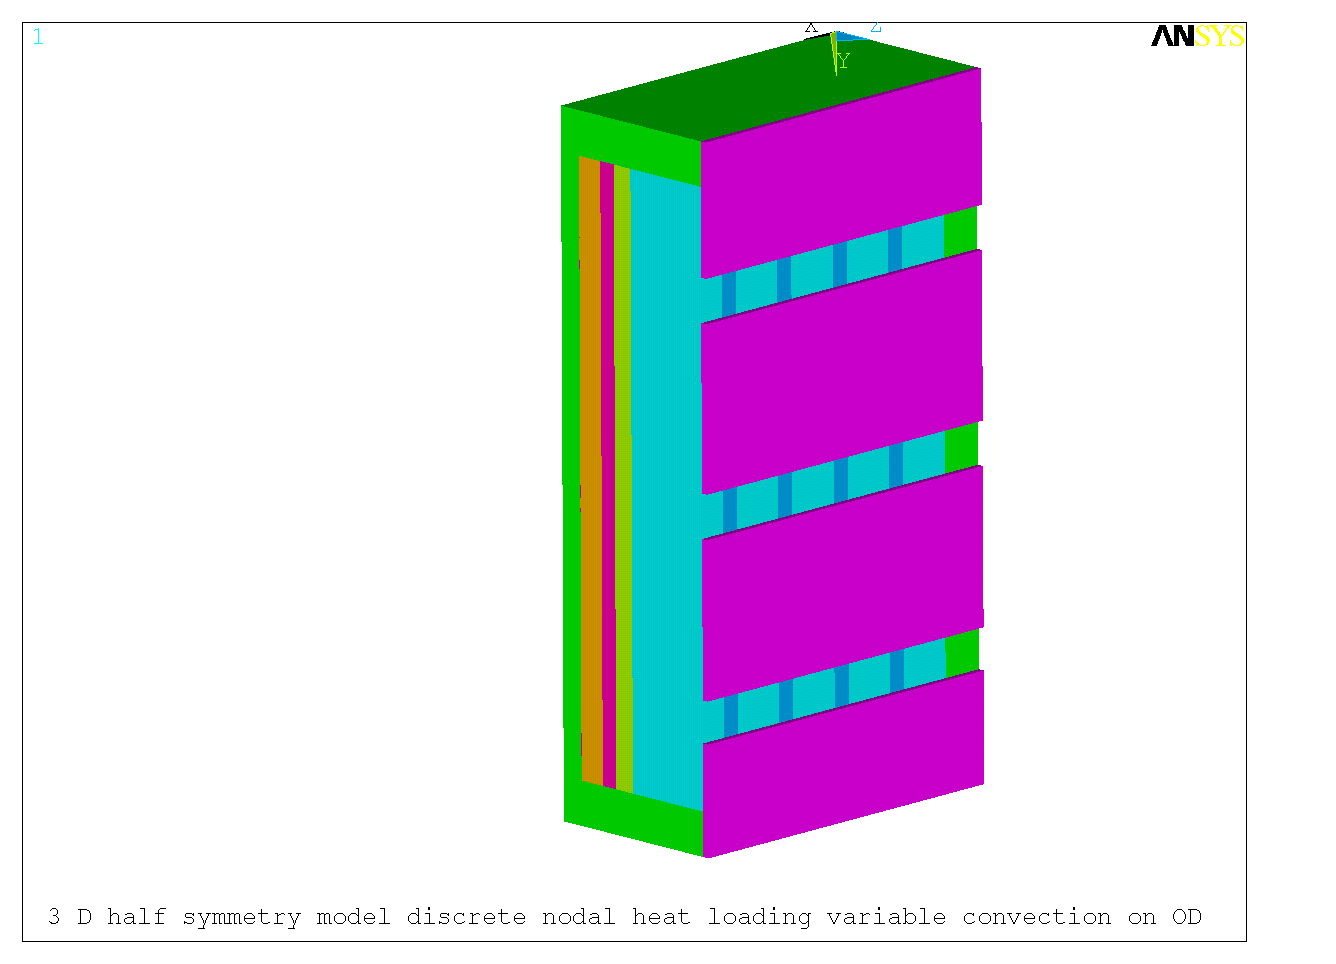 1
ANSYS
X
Z
Y
3 D half symmetry model discrete nodal heat loading variable convection on OD